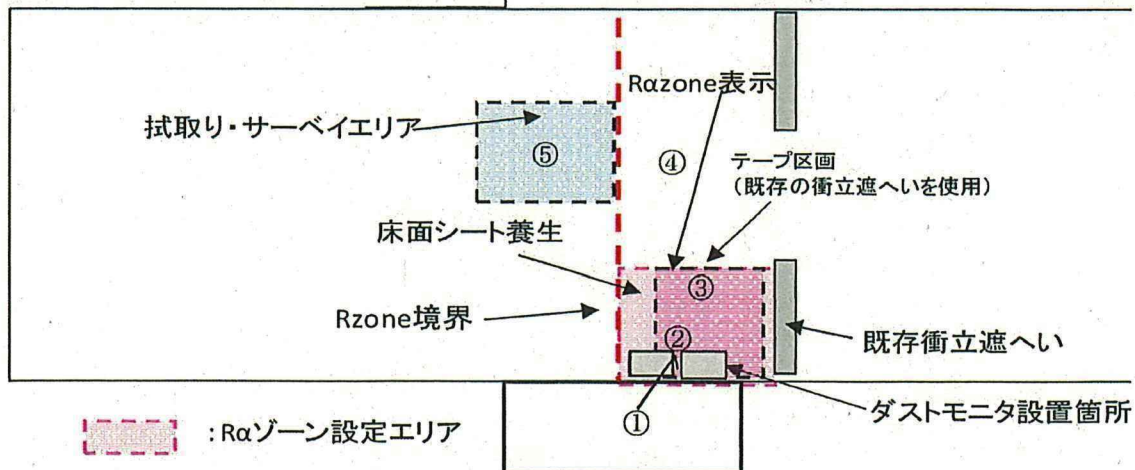 Rαzone表示
拭取り・サーベイエリア
⑤
④
テープ区画
(既存の衝立遮へいを使用)
床面シート養生
③
Rzone境界
②
既存衝立遮へい
①
ダストモニタ設置箇所
:Rαゾーン設定エリア